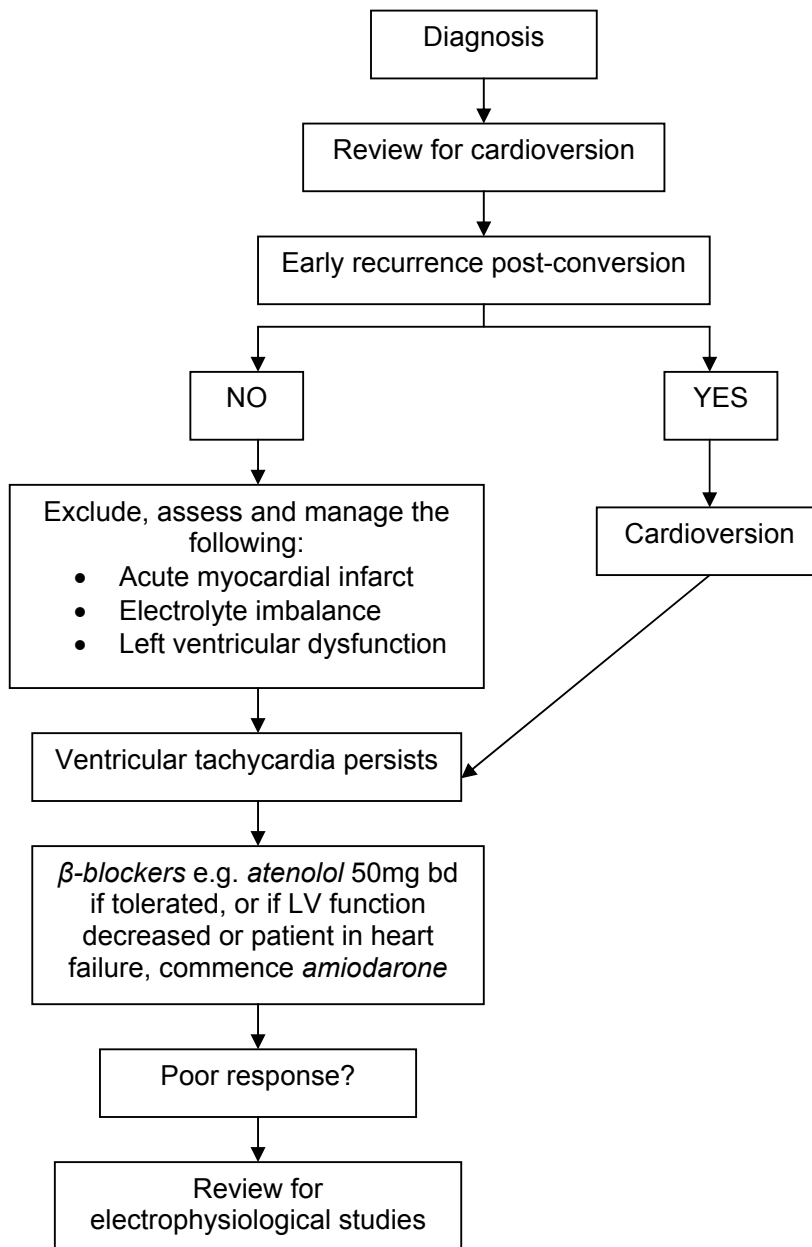 Diagnosis
Review for cardioversion
Early recurrence post-conversion
NO
YES
Exclude, assess and manage the
following:
• Acute myocardial infarct
• Electrolyte imbalance
• Left ventricular dysfunction
Cardioversion
Ventricular tachycardia persists
β-blockers e.g. atenolol 50mg bd
if tolerated, or if LV function
decreased or patient in heart
failure, commence amiodarone
Poor response?
Review for
electrophysiological studies